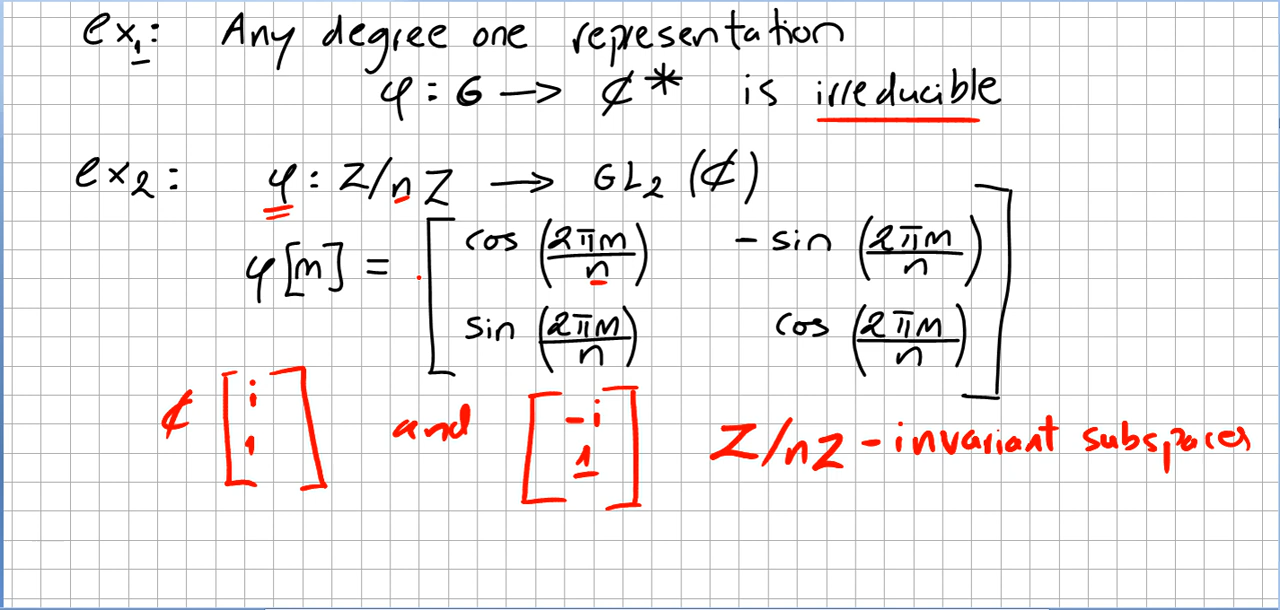 ex₁: Any degree one representation
φ : G → ₵* is irreducible
ex₂: φ : Z/nZ → GL₂ (₵)
φ[m] = [ cos (2πm/n) - sin (2πm/n)
sin (2πm/n) cos (2πm/n) ]
₵ [ i 1 ] and [ -i 1 ] Z/nZ - invariant subspaces